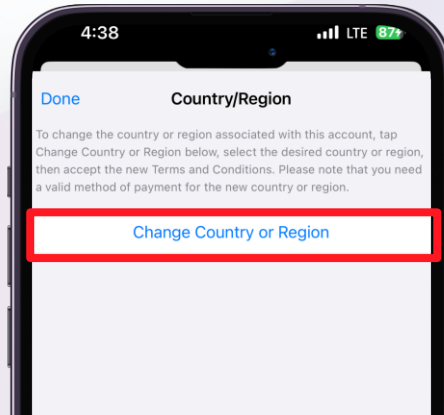 4:38 LTE 87
Done Country/Region
To change the country or region associated with this account, tap
Change Country or Region below, select the desired country or region,
then accept the new Terms and Conditions. Please note that you need
a valid method of payment for the new country or region.
Change Country or Region